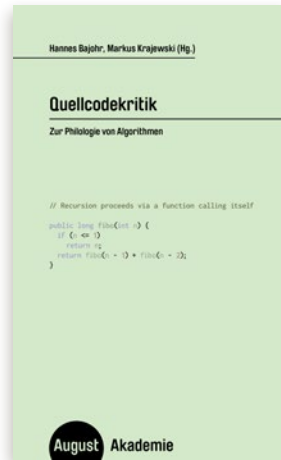 Hannes Bajohr, Markus Krajewski (Hg.)
Quellcodekritik
Zur Philologie von Algorithmen
// Recursion proceeds via a function calling itself
public long fibo(int n) {
if (n <= 1)
return n;
return fibo(n - 1) + fibo(n - 2);
}
August Akademie